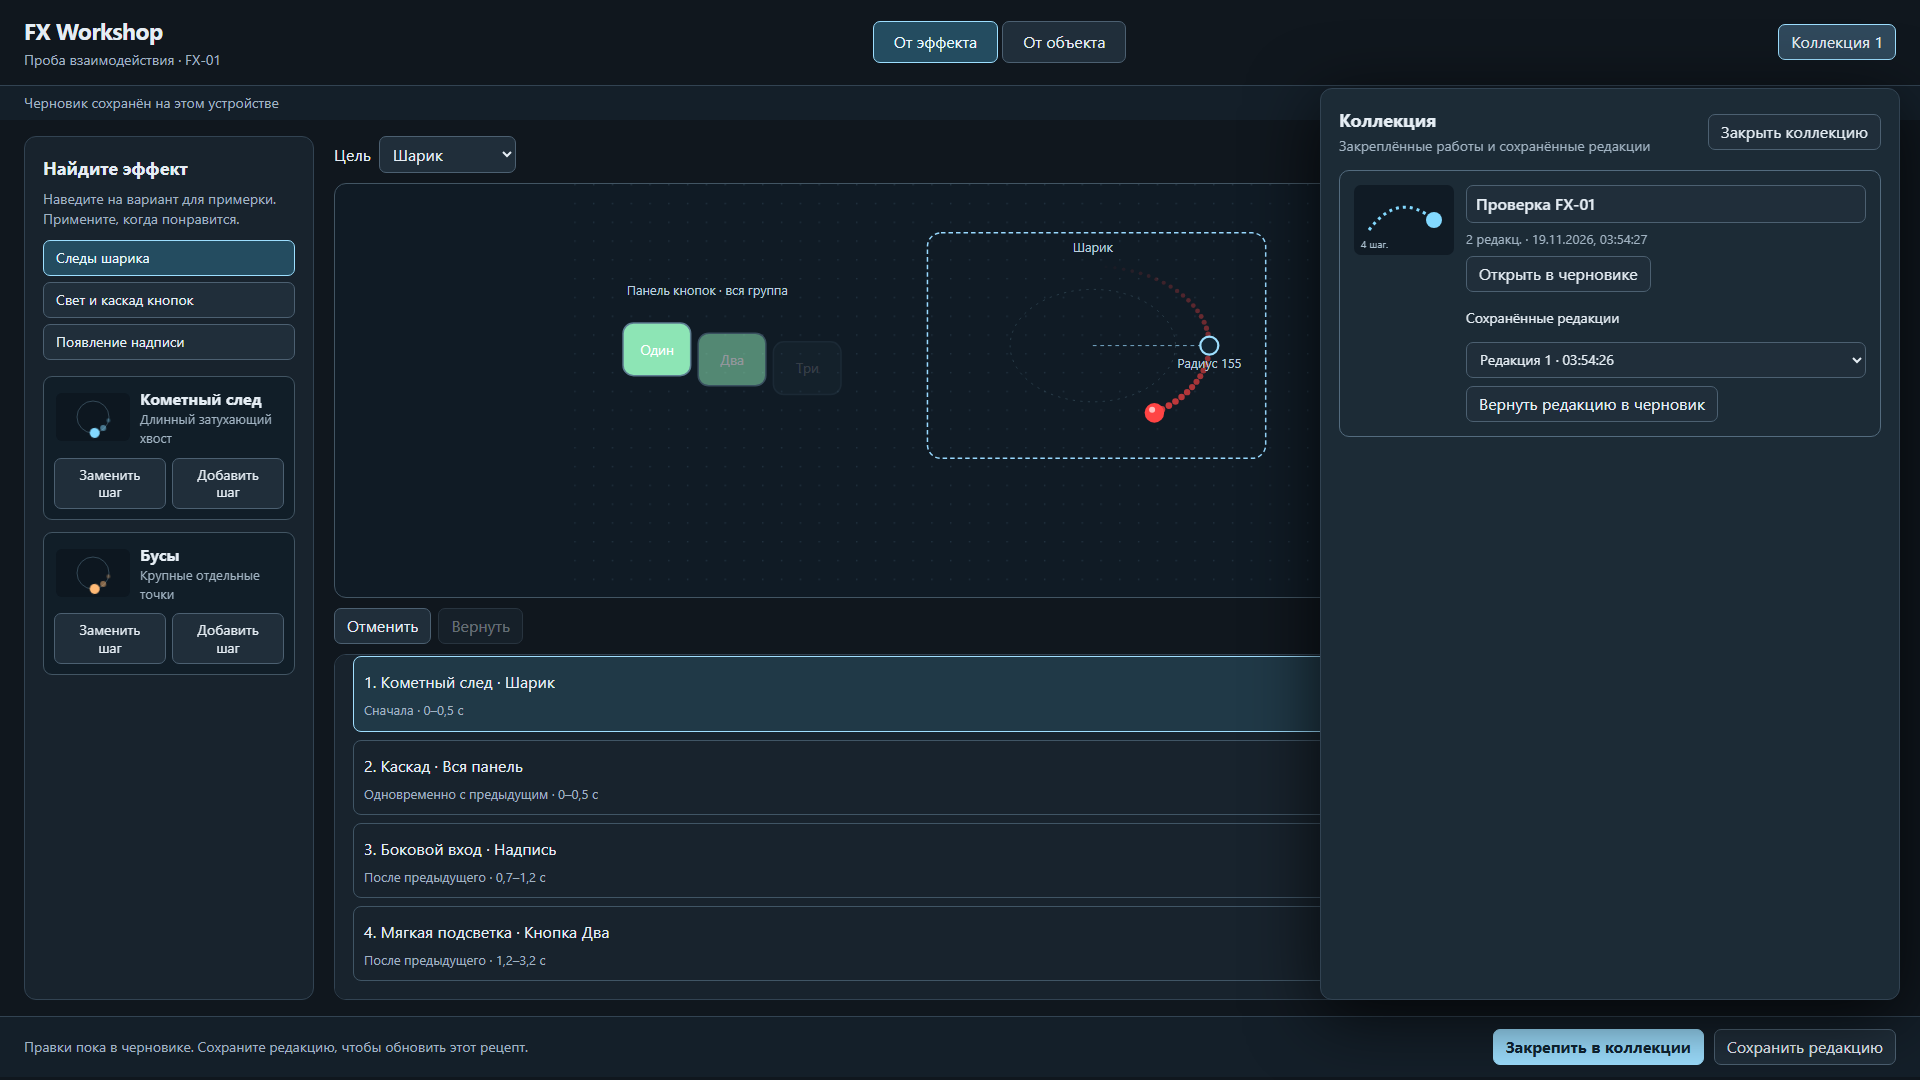 FX Workshop
Проба взаимодействия · FX-01
От эффекта
От объекта
Коллекция 1
Черновик сохранён на этом устройстве
Найдите эффект
Наведите на вариант для примерки.
Примените, когда понравится.
Следы шарика
Свет и каскад кнопок
Появление надписи
Кометный след
Длинный затухающий
хвост
Заменить
шаг
Добавить
шаг
Бусы
Крупные отдельные
точки
Заменить
шаг
Добавить
шаг
Цель
Шарик
Панель кнопок · вся группа
Один
Два
Три
Шарик
Радиус 155
Отменить
Вернуть
1. Кометный след · Шарик
Сначала · 0–0,5 с
2. Каскад · Вся панель
Одновременно с предыдущим · 0–0,5 с
3. Боковой вход · Надпись
После предыдущего · 0,7–1,2 с
4. Мягкая подсветка · Кнопка Два
После предыдущего · 1,2–3,2 с
Коллекция
Закреплённые работы и сохранённые редакции
Закрыть коллекцию
4 шаг.
Проверка FX-01
2 редакц. · 19.11.2026, 03:54:27
Открыть в черновике
Сохранённые редакции
Редакция 1 · 03:54:26
Вернуть редакцию в черновик
Правки пока в черновике. Сохраните редакцию, чтобы обновить этот рецепт.
Закрепить в коллекции
Сохранить редакцию